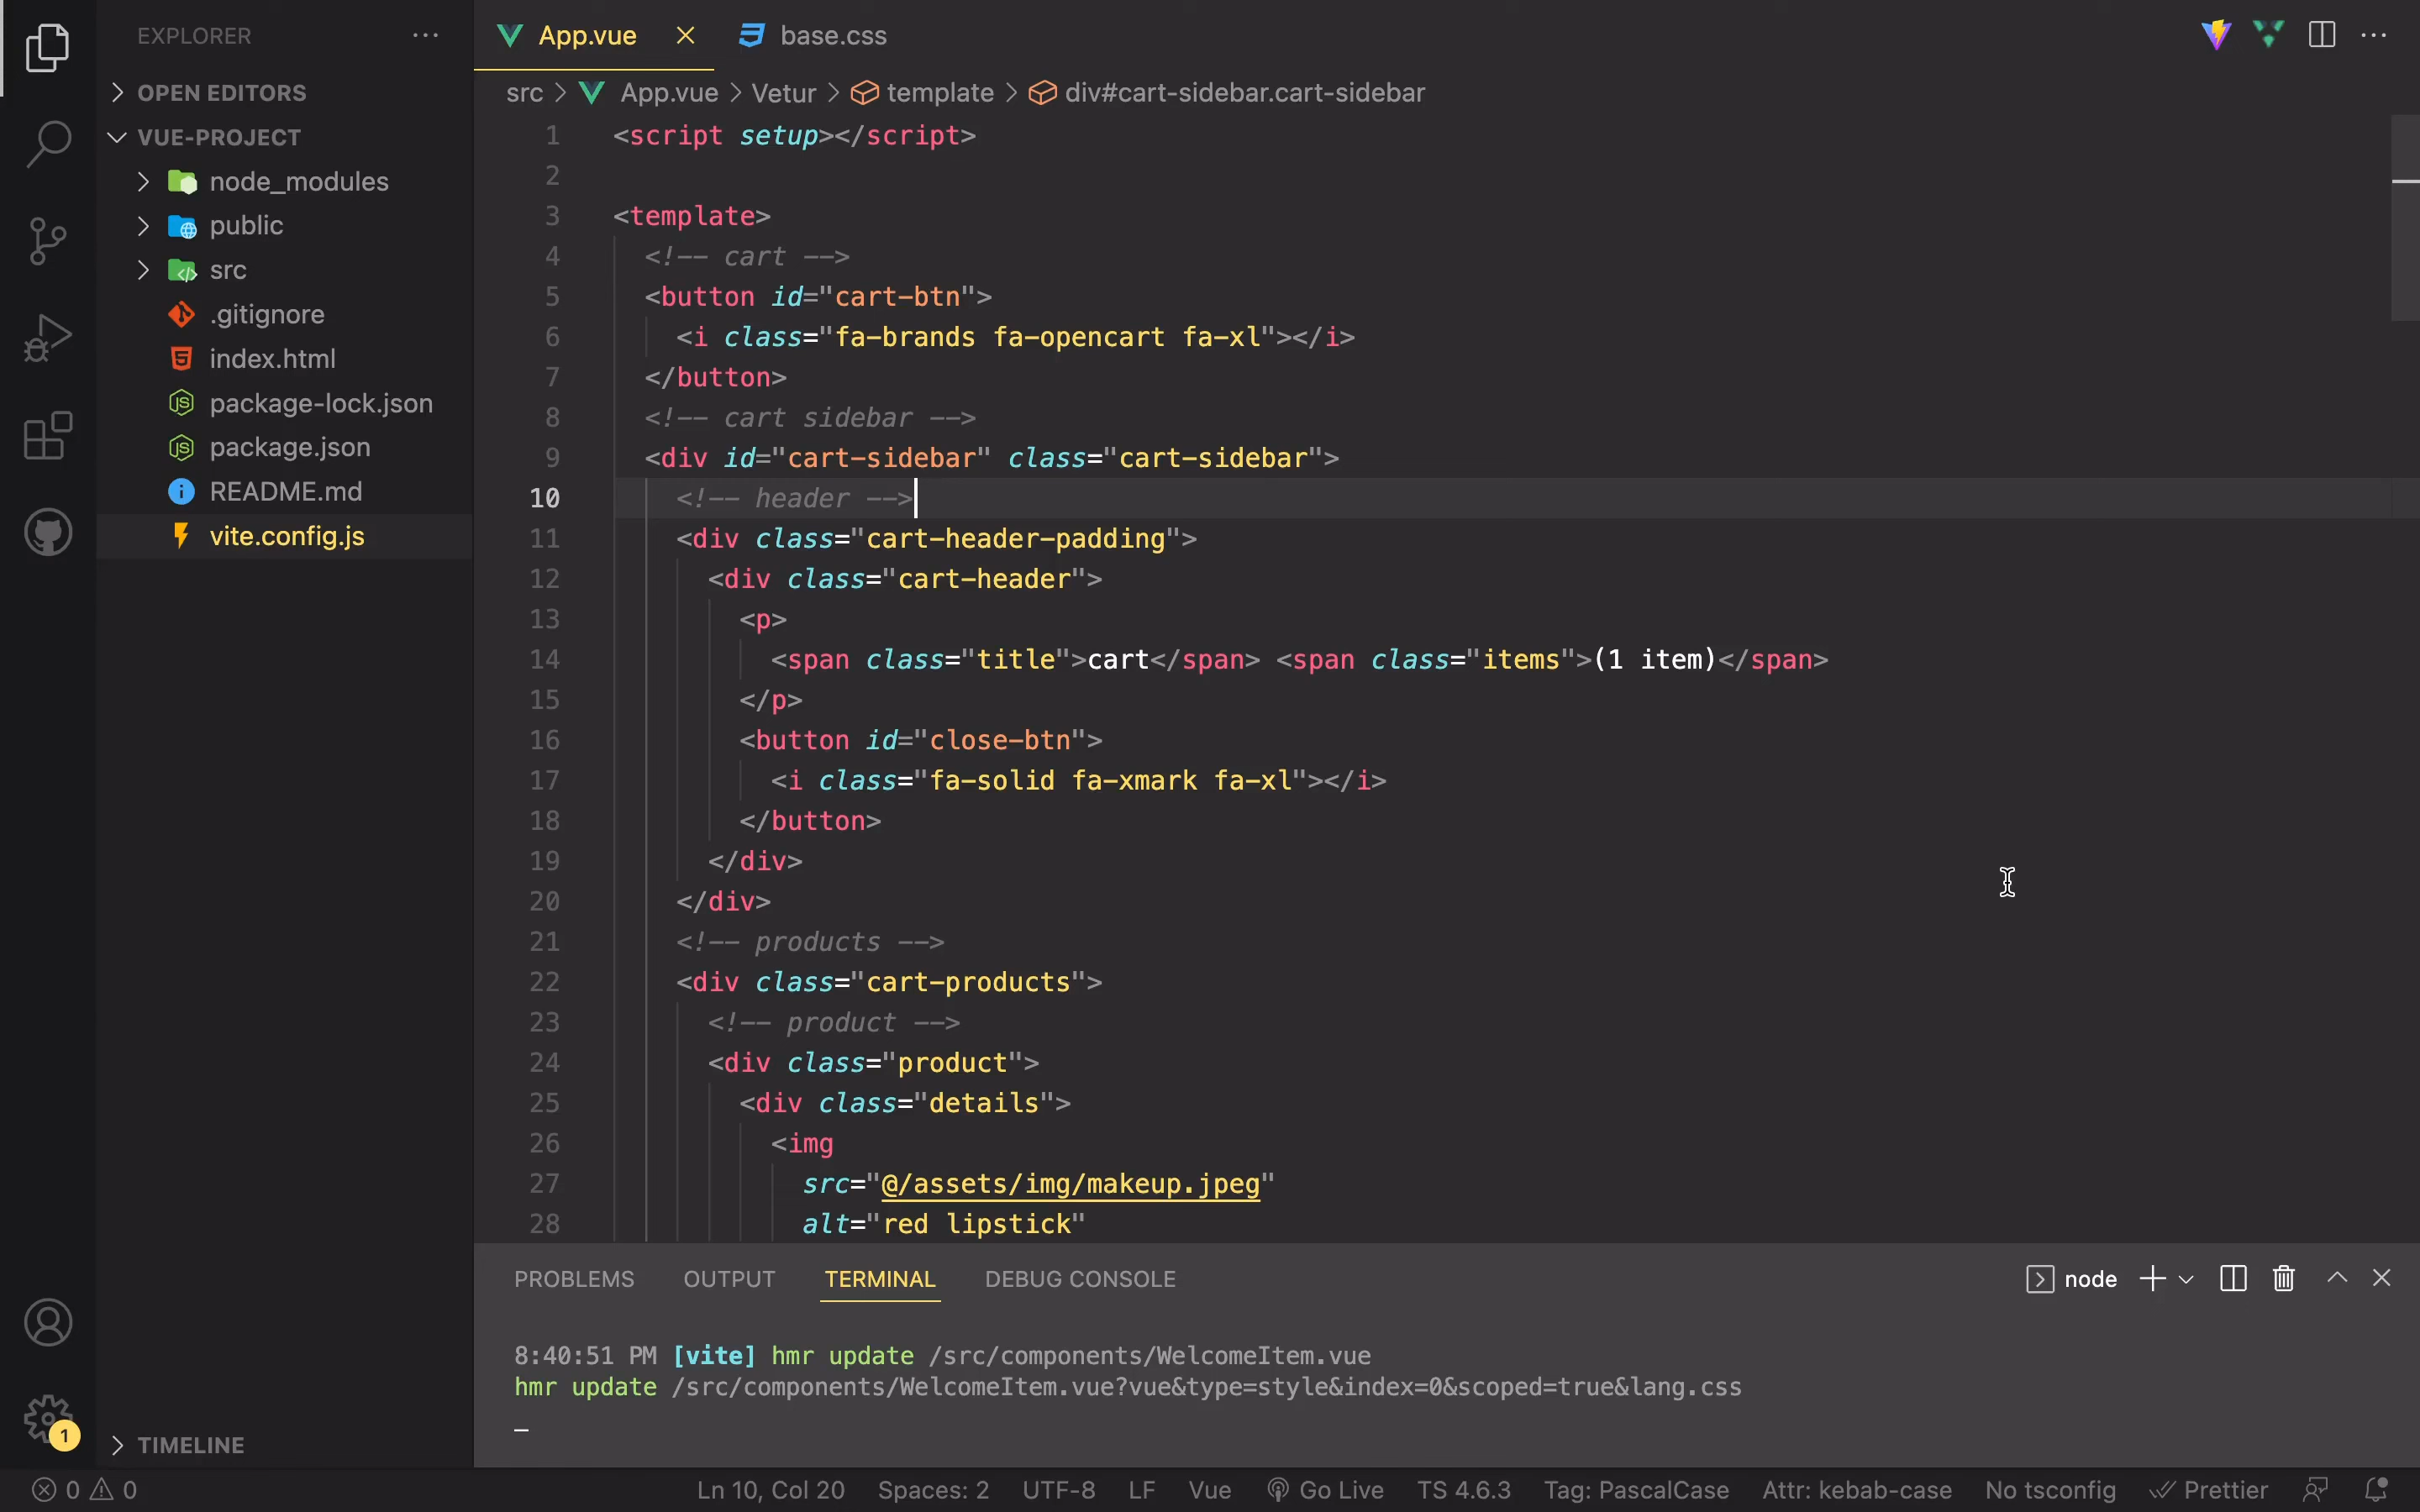 EXPLORER
OPEN EDITORS
VUE-PROJECT
node_modules
public
src
.gitignore
index.html
package-lock.json
package.json
README.md
vite.config.js
TIMELINE
App.vue
base.css
src > App.vue > Vetur > template > div#cart-sidebar.cart-sidebar
1 <script setup></script>
2
3 <template>
4 <!-- cart -->
5 <button id="cart-btn">
6 <i class="fa-brands fa-opencart fa-xl"></i>
7 </button>
8 <!-- cart sidebar -->
9 <div id="cart-sidebar" class="cart-sidebar">
10 <!-- header -->
11 <div class="cart-header-padding">
12 <div class="cart-header">
13 <p>
14 <span class="title">cart</span> <span class="items">(1 item)</span>
15 </p>
16 <button id="close-btn">
17 <i class="fa-solid fa-xmark fa-xl"></i>
18 </button>
19 </div>
20 </div>
21 <!-- products -->
22 <div class="cart-products">
23 <!-- product -->
24 <div class="product">
25 <div class="details">
26 <img
27 src="@/assets/img/makeup.jpeg"
28 alt="red lipstick"
PROBLEMS OUTPUT TERMINAL DEBUG CONSOLE node
8:40:51 PM [vite] hmr update /src/components/WelcomeItem.vue
hmr update /src/components/WelcomeItem.vue?vue&type=style&index=0&scoped=true&lang.css
1
0 0 Ln 10, Col 20 Spaces: 2 UTF-8 LF Vue Go Live TS 4.6.3 Tag: PascalCase Attr: kebab-case No tsconfig Prettier